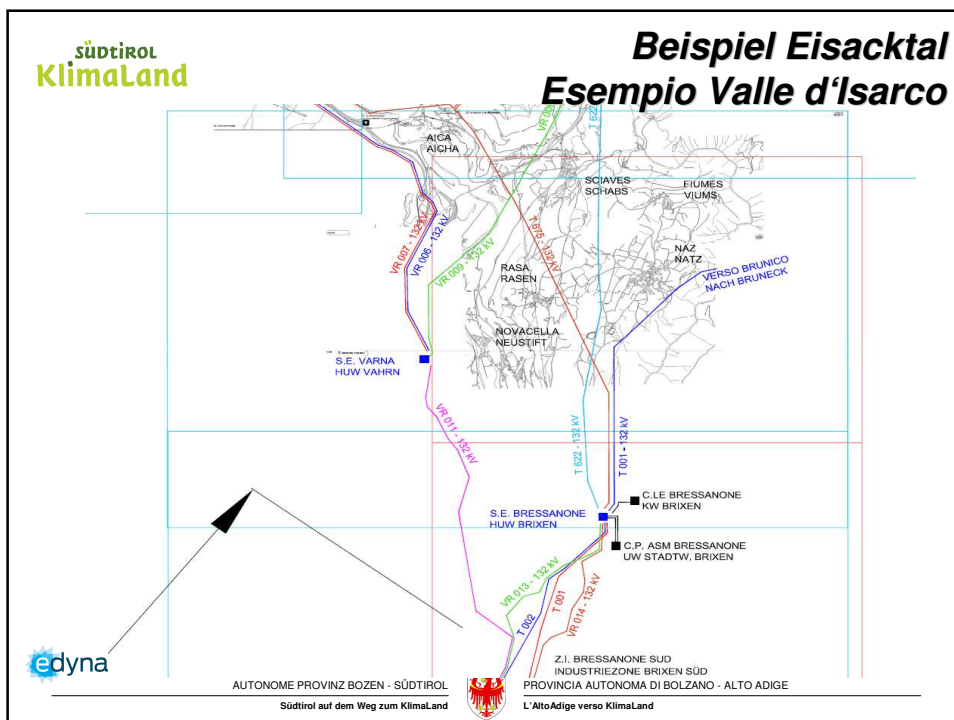 südtirol
KlimaLand
Beispiel Eisacktal
Esempio Valle d'Isarco
AICA
AICHA
VR 00
T 622
SCIAVES
SCHABS
FIUMES
VIUMS
VR 007 - 132 kV
VR 006 - 132 kV
VR 009 - 132 kV
T 675 - 132 kV
RASA
RASEN
NAZ
NATZ
VERSO BRUNICO
NACH BRUNECK
NOVACELLA
NEUSTIFT
S.E. VARNA
HUW VAHRN
VR 011 - 132 kV
T 622 - 132 kV
T 001 - 132 kV
C.LE BRESSANONE
KW BRIXEN
S.E. BRESSANONE
HUW BRIXEN
C.P. ASM BRESSANONE
UW STADTW. BRIXEN
VR 013 - 132 kV
T 002
T 001
VR 014 - 132 kV
Z.I. BRESSANONE SUD
INDUSTRIEZONE BRIXEN SÜD
edyna
AUTONOME PROVINZ BOZEN - SÜDTIROL
PROVINCIA AUTONOMA DI BOLZANO - ALTO ADIGE
Südtirol auf dem Weg zum KlimaLand
L'AltoAdige verso KlimaLand